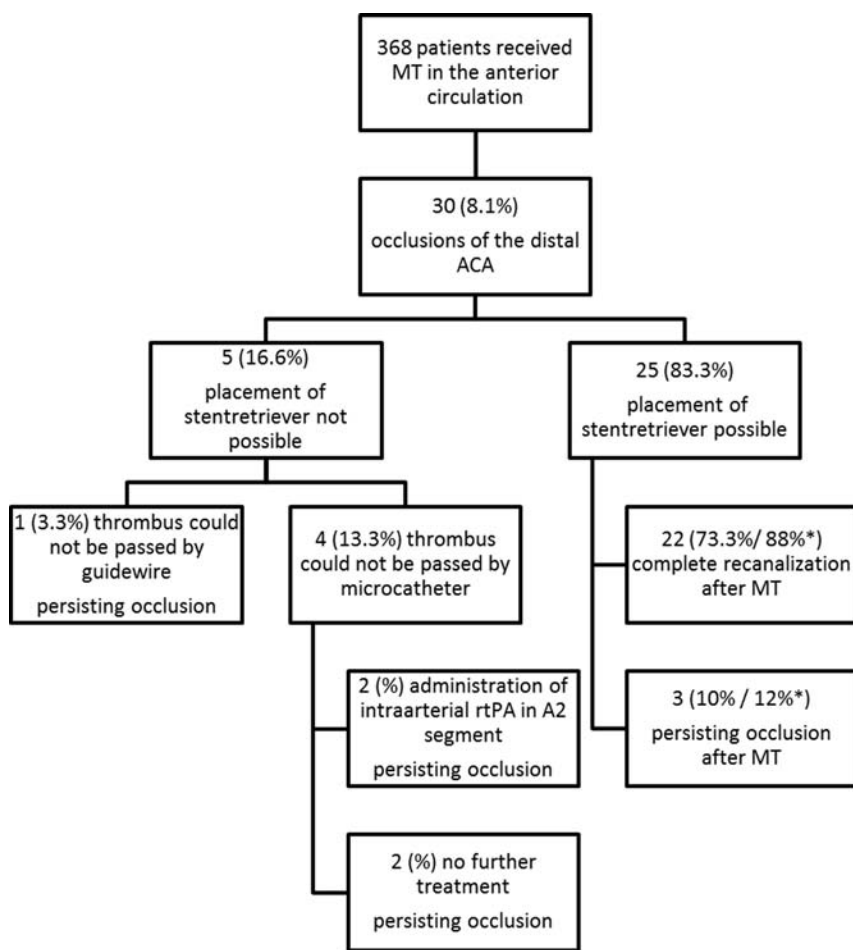 368 patients received
MT in the anterior
circulation
30 (8.1%)
occlusions of the distal
ACA
5 (16.6%)
placement of
stentretriever not
possible
25 (83.3%)
placement of
stentretriever possible
1 (3.3%) thrombus could
not be passed by
guidewire
persisting occlusion
4 (13.3%) thrombus
could not be passed by
microcatheter
22 (73.3%/ 88%*)
complete recanalization
after MT
2 (%) administration of
intraarterial rtPA in A2
segment
persisting occlusion
3 (10% / 12%*)
persisting occlusion
after MT
2 (%) no further
treatment
persisting occlusion